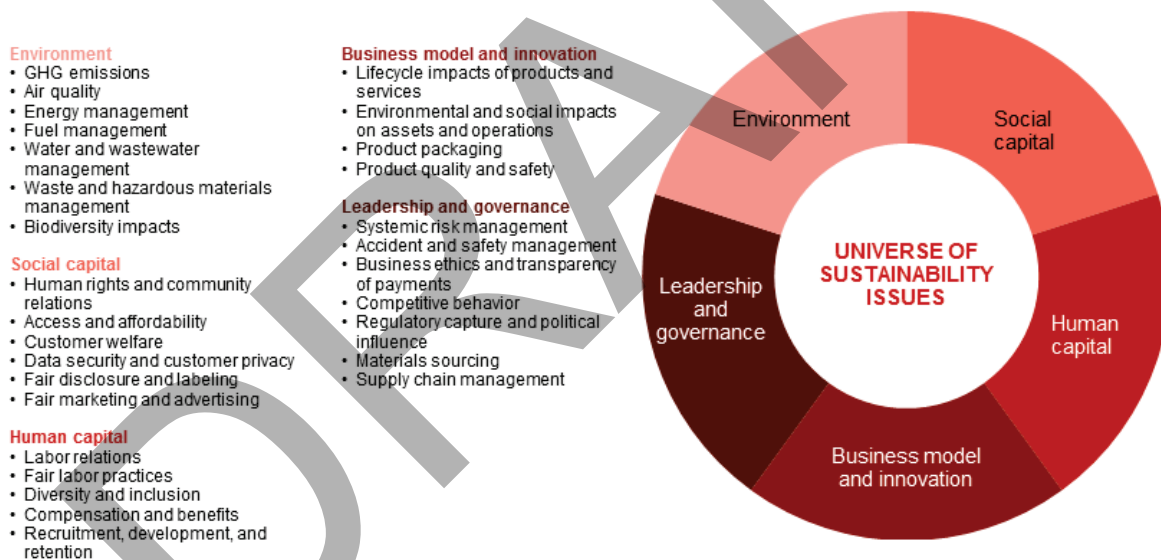 Environment
• GHG emissions
• Air quality
• Energy management
• Fuel management
• Water and wastewater
management
• Waste and hazardous materials
management
• Biodiversity impacts
Social capital
• Human rights and community
relations
• Access and affordability
• Customer welfare
• Data security and customer privacy
• Fair disclosure and labeling
• Fair marketing and advertising
Human capital
• Labor relations
• Fair labor practices
• Diversity and inclusion
• Compensation and benefits
• Recruitment, development, and
retention
Business model and innovation
• Lifecycle impacts of products and
services
• Environmental and social impacts
on assets and operations
• Product packaging
• Product quality and safety
Leadership and governance
• Systemic risk management
• Accident and safety management
• Business ethics and transparency
of payments
• Competitive behavior
• Regulatory capture and political
influence
• Materials sourcing
• Supply chain management
Environment
Social
capital
Human
capital
Business model
and innovation
Leadership
and
governance
UNIVERSE OF
SUSTAINABILITY
ISSUES
DRA